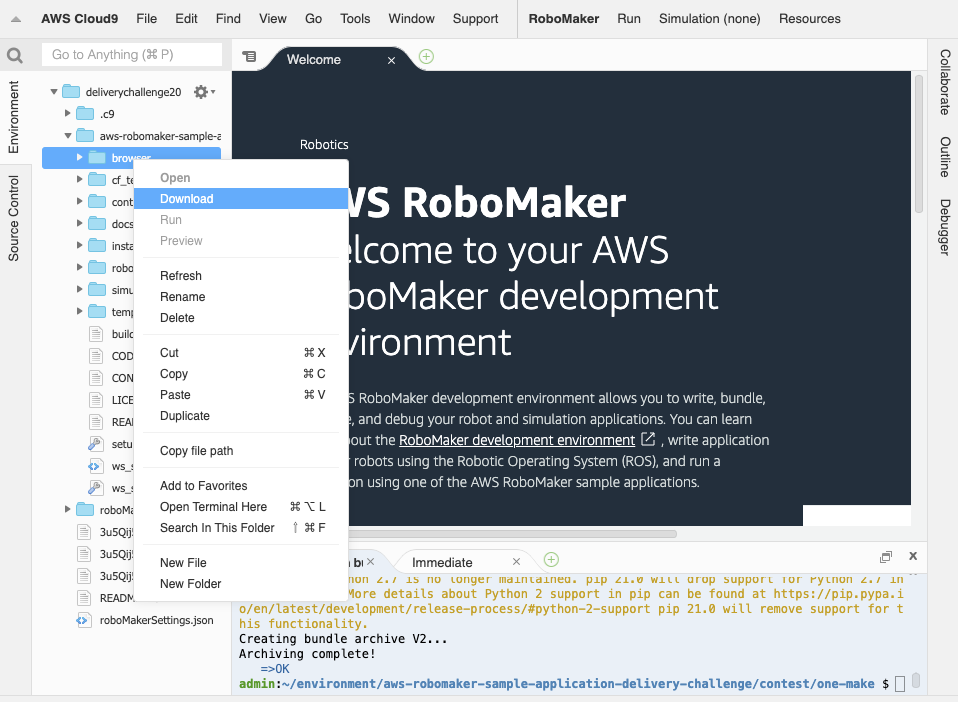 AWS Cloud9 File Edit Find View Go Tools Window Support RoboMaker Run Simulation (none) Resources
Go to Anything (⌘ P)
Welcome
Environment
Source Control
Collaborate
Outline
Debugger
deliverychallenge20
.c9
aws-robomaker-sample-a
browser
cf_te
cont
docs
insta
robo
simu
temp
build
COD
CON
LICE
REA
setu
ws_s
ws_s
roboMa
3u5Qij5
3u5Qij5
3u5Qij5
READM
roboMakerSettings.json
Open
Download
Run
Preview
Refresh
Rename
Delete
Cut ⌘ X
Copy ⌘ C
Paste ⌘ V
Duplicate
Copy file path
Add to Favorites
Open Terminal Here ⌘ ⌥ L
Search In This Folder ⇧ ⌘ F
New File
New Folder
Robotics
WS RoboMaker
elcome to your AWS
boMaker development
vironment
S RoboMaker development environment allows you to write, bundle,
, and debug your robot and simulation applications. You can learn
bout the RoboMaker development environment , write application
robots using the Robotic Operating System (ROS), and run a
on using one of the AWS RoboMaker sample applications.
Immediate
hon 2.7 is no longer maintained. pip 21.0 will drop support for Python 2.7 in
More details about Python 2 support in pip can be found at https://pip.pypa.i
o/en/latest/development/release-process/#python-2-support pip 21.0 will remove support for t
his functionality.
Creating bundle archive V2...
Archiving complete!
=>OK
admin:~/environment/aws-robomaker-sample-application-delivery-challenge/contest/one-make $